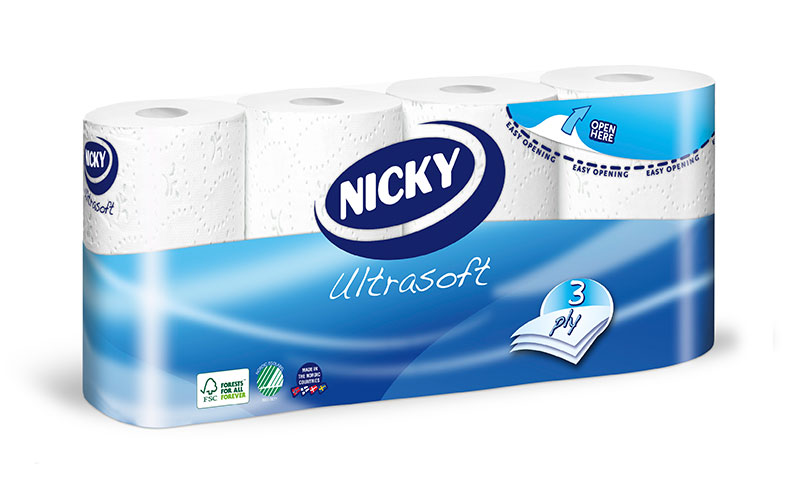 NICKY
Ultrasoft
NICKY
Ultrasoft
OPEN
HERE
EASY OPENING
EASY OPENING
EASY OPENING
3
ply
FSC
FORESTS
FOR ALL
FOREVER
MADE IN
THE NORDIC
COUNTRIES